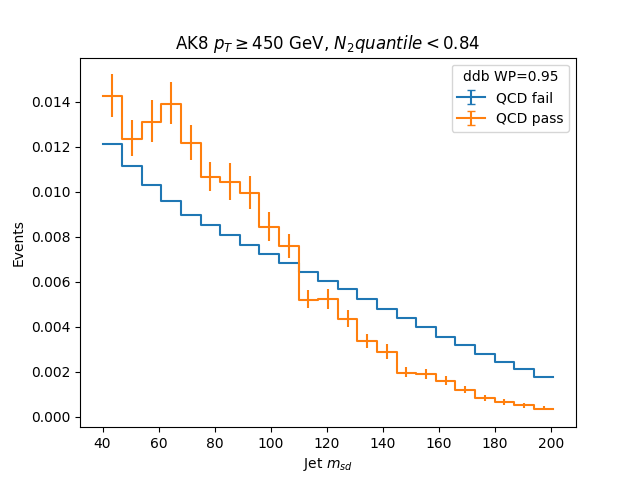 AK8 $p_T \geq 450$ GeV, $N_2quantile < 0.84$
ddb WP=0.95
QCD fail
QCD pass
Events
0.014
0.012
0.010
0.008
0.006
0.004
0.002
0.000
40 60 80 100 120 140 160 180 200
Jet $m_{sd}$